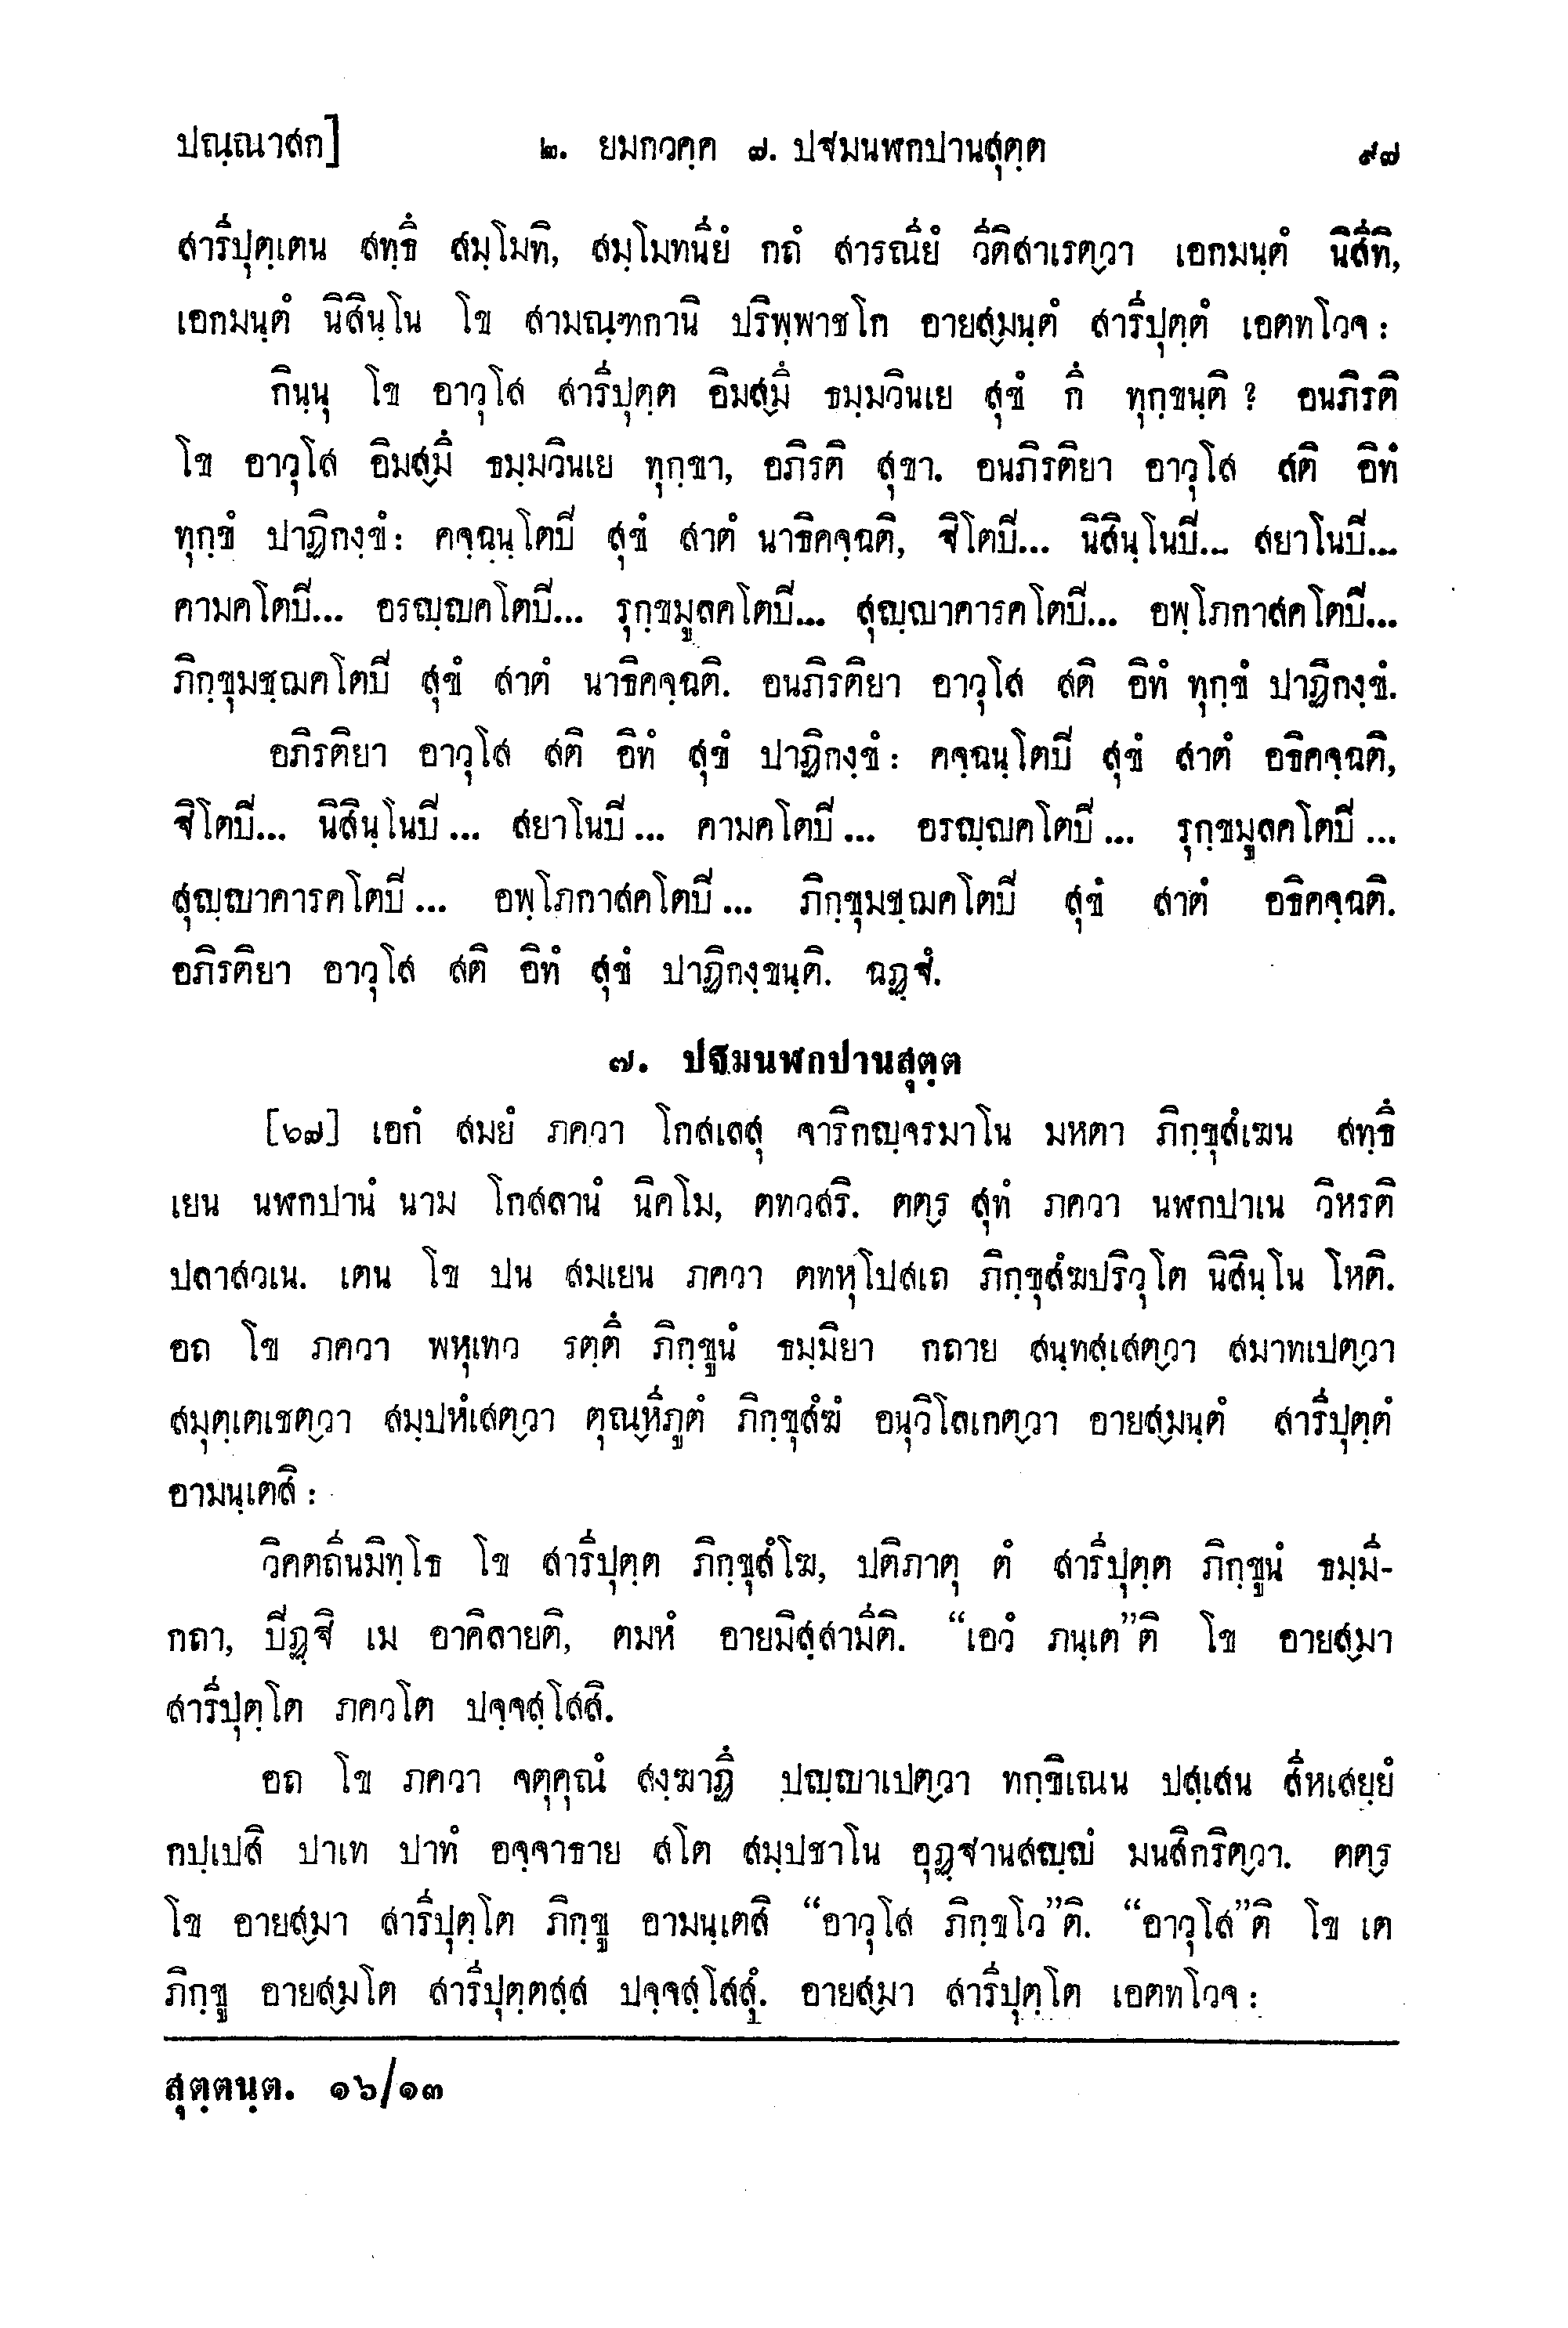 ปณฺณาสก] ๒. ยมกวคฺค ๗. ปฐมนฬกปานสุตฺต ๙๗
สารีปุตฺเตน สทฺธึ สมฺโมทิ, สมฺโมทนียํ กถํ สารณียํ วีติสาเรตฺวา เอกมนฺตํ นิสีทิ,
เอกมนฺตํ นิสินฺโน โข สามณฺฑกานิ ปริพฺพาชโก อายสฺมนฺตํ สารีปุตฺตํ เอตทโวจ :
กินฺนุ โข อาวุโส สารีปุตฺต อิมสฺมึ ธมฺมวินเย สุขํ กึ ทุกฺขนฺติ ? อนภิรติ
โข อาวุโส อิมสฺมึ ธมฺมวินเย ทุกฺขา, อภิรติ สุขา. อนภิรติยา อาวุโส สติ อิทํ
ทุกฺขํ ปาฏิกงฺขํ : คจฺฉนฺโตปิ สุขํ สาตํ นาธิคจฺฉติ, ฐิโตปิ... นิสินฺโนปิ... สยาโนปิ...
คามคโตปิ... อรญฺญคโตปิ... รุกฺขมูลคโตปิ... สุญฺญาคารคโตปิ... อพฺโภกาสคโตปิ...
ภิกฺขุมชฺฌคโตปิ สุขํ สาตํ นาธิคจฺฉติ. อนภิรติยา อาวุโส สติ อิทํ ทุกฺขํ ปาฏิกงฺขํ.
อภิรติยา อาวุโส สติ อิทํ สุขํ ปาฏิกงฺขํ : คจฺฉนฺโตปิ สุขํ สาตํ อธิคจฺฉติ,
ฐิโตปิ... นิสินฺโนปิ ... สยาโนปิ ... คามคโตปิ ... อรญฺญคโตปิ ... รุกฺขมูลคโตปิ ...
สุญฺญาคารคโตปิ ... อพฺโภกาสคโตปิ ... ภิกฺขุมชฺฌคโตปิ สุขํ สาตํ อธิคจฺฉติ.
อภิรติยา อาวุโส สติ อิทํ สุขํ ปาฏิกงฺขนฺติ. ฉฏฺฐํ.
๗. ปฐมนฬกปานสุตฺต
[๖๗] เอกํ สมยํ ภควา โกสเลสุ จาริกญฺจรมาโน มหตา ภิกฺขุสํเฆน สทฺธึ
เยน นฬกปานํ นาม โกสลานํ นิคโม, ตทวสริ. ตตฺร สุทํ ภควา นฬกปาเน วิหรติ
ปลาสวเน. เตน โข ปน สมเยน ภควา ตทหุโปสเถ ภิกฺขุสํฆปริวุโต นิสินฺโน โหติ.
อถ โข ภควา พหุเทว รตฺตึ ภิกฺขูนํ ธมฺมิยา กถาย สนฺทสฺเสตฺวา สมาทเปตฺวา
สมุตฺเตเชตฺวา สมฺปหํเสตฺวา ตุณฺหีภูตํ ภิกฺขุสํฆํ อนุวิโลเกตฺวา อายสฺมนฺตํ สารีปุตฺตํ
อามนฺเตสิ :
วิคตถีนมิทฺโธ โข สารีปุตฺต ภิกฺขุสํโฆ, ปติภาตุ ตํ สารีปุตฺต ภิกฺขูนํ ธมฺมี-
กถา, ปิฏฺฐิ เม อาคิลายติ, ตมหํ อายมิสฺสามีติ. “เอวํ ภนฺเต”ติ โข อายสฺมา
สารีปุตฺโต ภควโต ปจฺจสฺโสสิ.
อถ โข ภควา จตุคุณํ สงฺฆาฏึ ปญฺญาเปตฺวา ทกฺขิเณน ปสฺเสน สีหเสยฺยํ
กปฺเปสิ ปาเท ปาทํ อจฺจาธาย สโต สมฺปชาโน อุฏฺฐานสญฺญํ มนสิกริตฺวา. ตตฺร
โข อายสฺมา สารีปุตฺโต ภิกฺขู อามนฺเตสิ “อาวุโส ภิกฺขโว”ติ. “อาวุโส”ติ โข เต
ภิกฺขู อายสฺมโต สารีปุตฺตสฺส ปจฺจสฺโสสุํ. อายสฺมา สารีปุตฺโต เอตทโวจ :
สุตฺตนฺต. ๑๖/๑๓